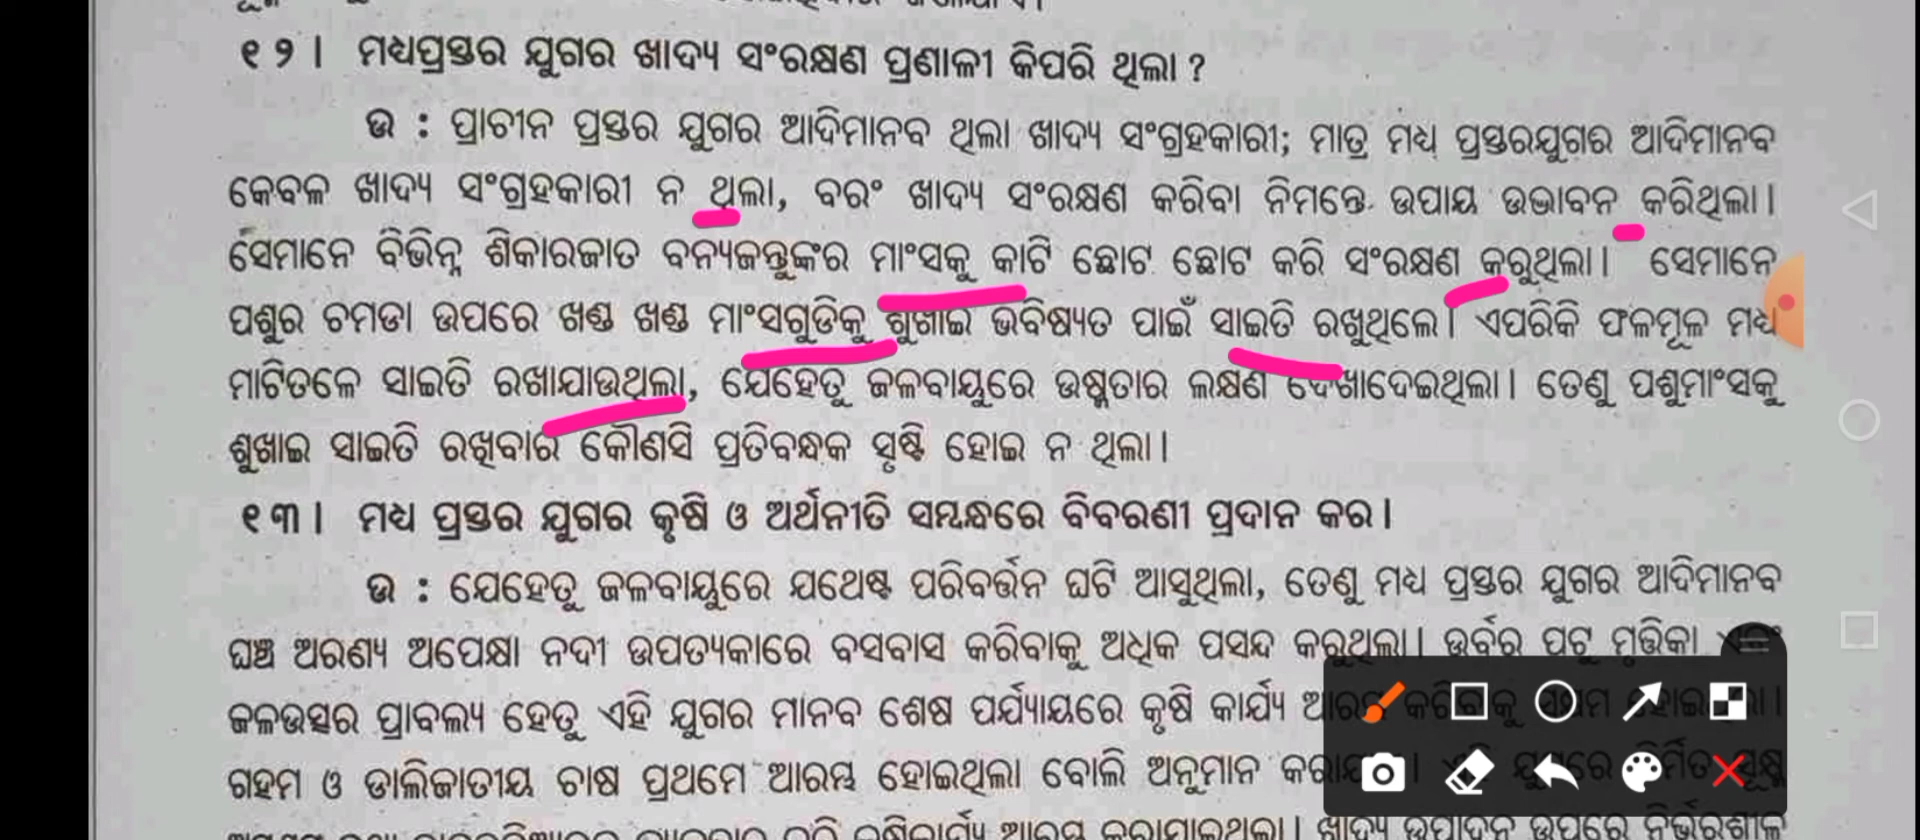 ୧୨। ମଧ୍ୟପ୍ରସ୍ତର ଯୁଗର ଖାଦ୍ୟ ସଂରକ୍ଷଣ ପ୍ରଣାଳୀ କିପରି ଥିଲା ?
ଉ : ପ୍ରାଚୀନ ପ୍ରସ୍ତର ଯୁଗର ଆଦିମାନବ ଥିଲା ଖାଦ୍ୟ ସଂଗ୍ରହକାରୀ; ମାତ୍ର ମଧ୍ୟ ପ୍ରସ୍ତରଯୁଗର ଆଦିମାନବ
କେବଳ ଖାଦ୍ୟ ସଂଗ୍ରହକାରୀ ନ ଥିଲା, ବରଂ ଖାଦ୍ୟ ସଂରକ୍ଷଣ କରିବା ନିମନ୍ତେ ଉପାୟ ଉଦ୍ଭାବନ କରିଥିଲା।
ସେମାନେ ବିଭିନ୍ନ ଶିକାରଜାତ ବନ୍ୟଜନ୍ତୁଙ୍କର ମାଂସକୁ କାଟି ଛୋଟ ଛୋଟ କରି ସଂରକ୍ଷଣ କରୁଥିଲା। ସେମାନେ
ପଶୁର ଚମଡା ଉପରେ ଖଣ୍ଡ ଖଣ୍ଡ ମାଂସଗୁଡିକୁ ଶୁଖାଇ ଭବିଷ୍ୟତ ପାଇଁ ସାଇତି ରଖୁଥିଲେ। ଏପରିକି ଫଳମୂଳ ମଧ୍ୟ
ମାଟିତଳେ ସାଇତି ରଖାଯାଉଥିଲା, ଯେହେତୁ ଜଳବାୟୁରେ ଉଷ୍ଣତାର ଲକ୍ଷଣ ଦେଖାଦେଇଥିଲା। ତେଣୁ ପଶୁମାଂସକୁ
ଶୁଖାଇ ସାଇତି ରଖିବାର କୌଣସି ପ୍ରତିବନ୍ଧକ ସୃଷ୍ଟି ହୋଇ ନ ଥିଲା।
୧୩। ମଧ୍ୟ ପ୍ରସ୍ତର ଯୁଗର କୃଷି ଓ ଅର୍ଥନୀତି ସମ୍ବନ୍ଧରେ ବିବରଣୀ ପ୍ରଦାନ କର।
ଉ : ଯେହେତୁ ଜଳବାୟୁରେ ଯଥେଷ୍ଟ ପରିବର୍ତ୍ତନ ଘଟି ଆସୁଥିଲା, ତେଣୁ ମଧ୍ୟ ପ୍ରସ୍ତର ଯୁଗର ଆଦିମାନବ
ଘଞ୍ଚ ଅରଣ୍ୟ ଅପେକ୍ଷା ନଦୀ ଉପତ୍ୟକାରେ ବସବାସ କରିବାକୁ ଅଧିକ ପସନ୍ଦ କରୁଥିଲା। ଉର୍ବର ପଟୁ ମୃତ୍ତିକା
ଜଳଉତ୍ସର ପ୍ରାବଲ୍ୟ ହେତୁ ଏହି ଯୁଗର ମାନବ ଶେଷ ପର୍ଯ୍ୟାୟରେ କୃଷି କାର୍ଯ୍ୟ
ଗହମ ଓ ଡାଲିଜାତୀୟ ଚାଷ ପ୍ରଥମେ ଆରମ୍ଭ ହୋଇଥିଲା ବୋଲି ଅନୁମାନ